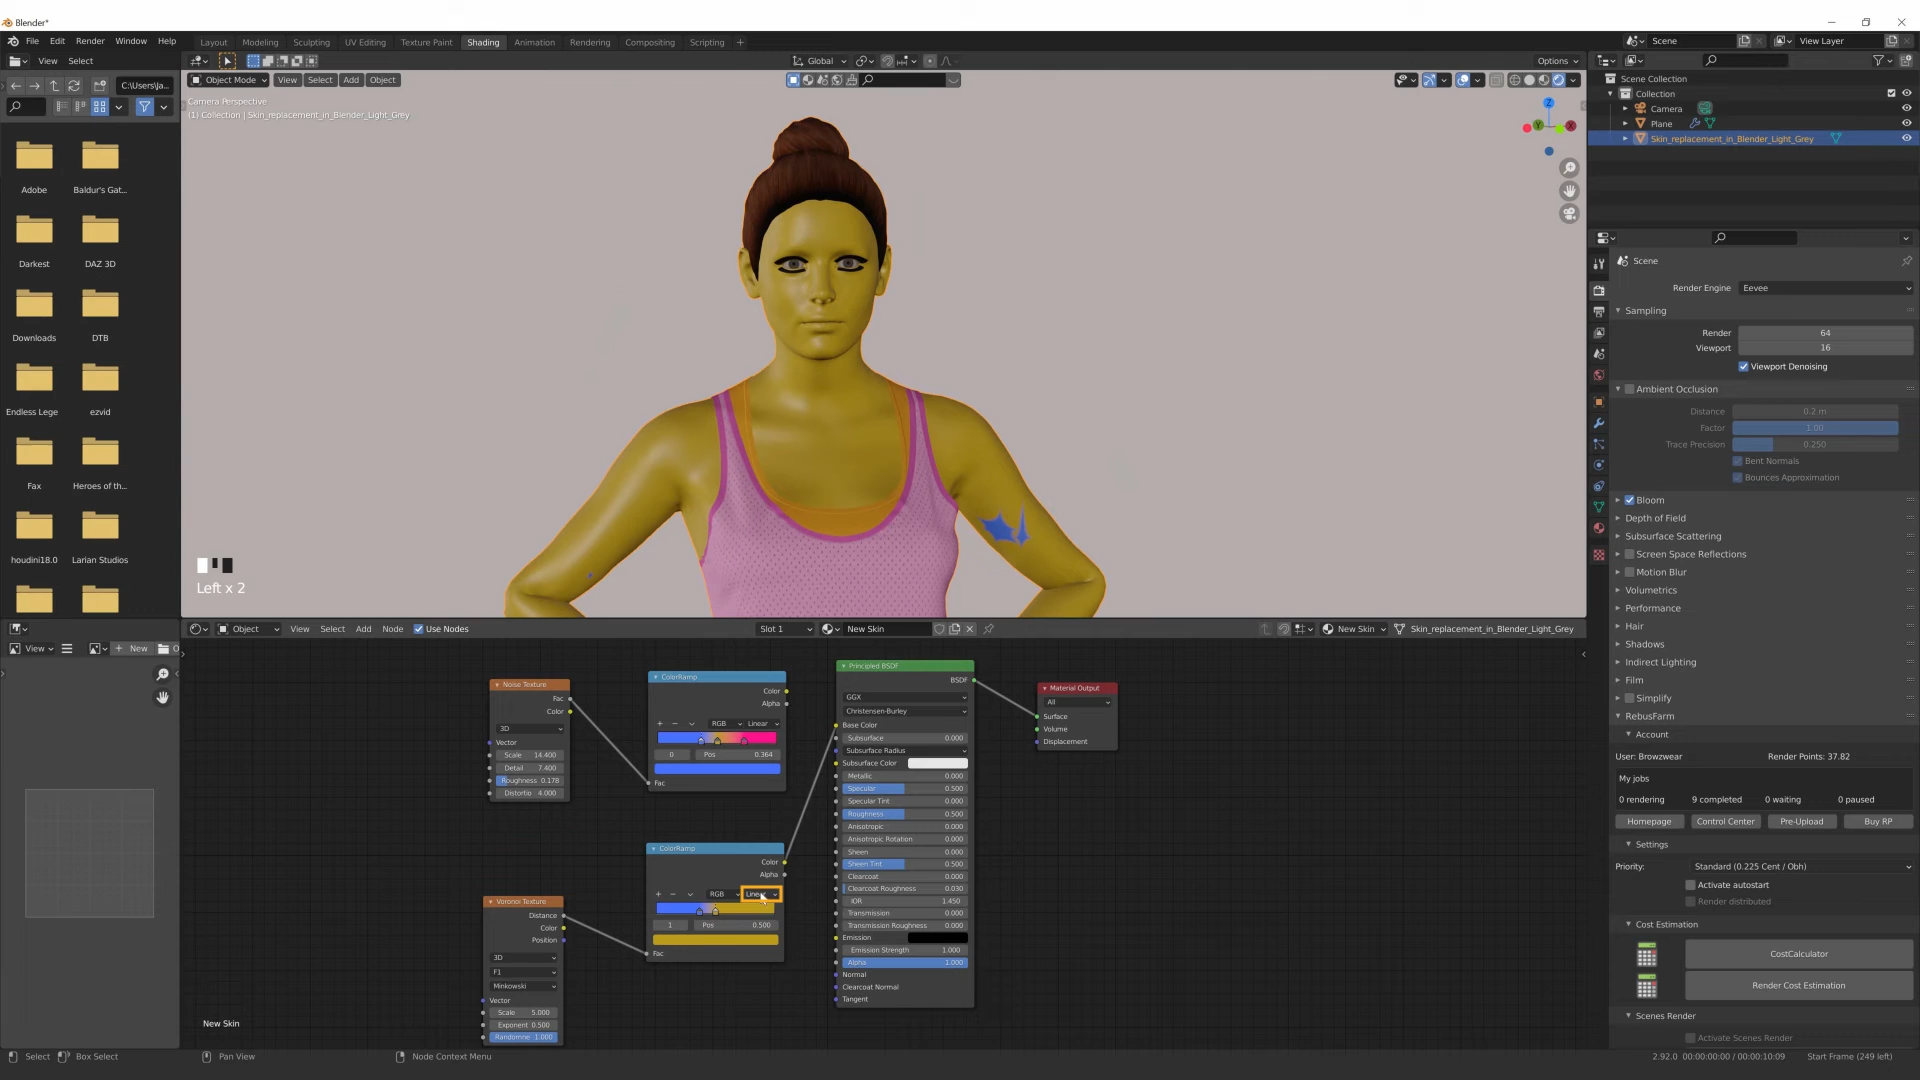 Blender*
File Edit Render Window Help
Layout Modeling Sculpting UV Editing Texture Paint Shading Animation Rendering Compositing Scripting +
Scene
View Layer
View Select
Global
Options
C:\Users\Ja...
Object Mode View Select Add Object
Camera Perspective
(1) Collection | Skin_replacement_in_Blender_Light_Grey
Adobe
Baldur's Gat...
Darkest
DAZ 3D
Downloads
DTB
Endless Lege
ezvid
Fax
Heroes of th...
houdini18.0
Larian Studios
Left x 2
Z
Scene Collection
Collection
Camera
Plane
Skin_replacement_in_Blender_Light_Grey
Scene
Render Engine Eevee
Sampling
Render 64
Viewport 16
Viewport Denoising
Ambient Occlusion
Distance 0.2 m
Factor 1.00
Trace Precision 0.250
Bent Normals
Bounces Approximation
Bloom
Depth of Field
Subsurface Scattering
Screen Space Reflections
Motion Blur
Volumetrics
Performance
Hair
Shadows
Indirect Lighting
Film
Simplify
RebusFarm
Account
User: Browzwear Render Points: 37.82
My jobs
0 rendering 9 completed 0 waiting 0 paused
Homepage Control Center Pre-Upload Buy RP
Settings
Priority: Standard (0.225 Cent / Obh)
Activate autostart
Render distributed
Cost Estimation
CostCalculator
Render Cost Estimation
Scenes Render
Activate Scenes Render
Object View Select Add Node Use Nodes
Slot 1 New Skin
New Skin Skin_replacement_in_Blender_Light_Grey
View + New O
Noise Texture
Fac
Color
3D
Vector
Scale 14.400
Detail 7.400
Roughness 0.178
Distortio 4.000
ColorRamp
Color
Alpha
+ − RGB Linear
0 Pos 0.364
Fac
Voronoi Texture
Distance
Color
Position
3D
F1
Minkowski
Vector
Scale 5.000
Exponent 0.500
Randomne 1.000
ColorRamp
Color
Alpha
+ − RGB Linear
1 Pos 0.500
Fac
Principled BSDF
BSDF
GGX
Christensen-Burley
Base Color
Subsurface 0.000
Subsurface Radius
Subsurface Color
Metallic 0.000
Specular 0.500
Specular Tint 0.000
Roughness 0.500
Anisotropic 0.000
Anisotropic Rotation 0.000
Sheen 0.000
Sheen Tint 0.500
Clearcoat 0.000
Clearcoat Roughness 0.030
IOR 1.450
Transmission 0.000
Transmission Roughness 0.000
Emission
Emission Strength 1.000
Alpha 1.000
Normal
Clearcoat Normal
Tangent
Material Output
All
Surface
Volume
Displacement
New Skin
Select Box Select Pan View Node Context Menu
2.92.0 00:00:00:00 / 00:00:10:09 Start Frame (249 left)